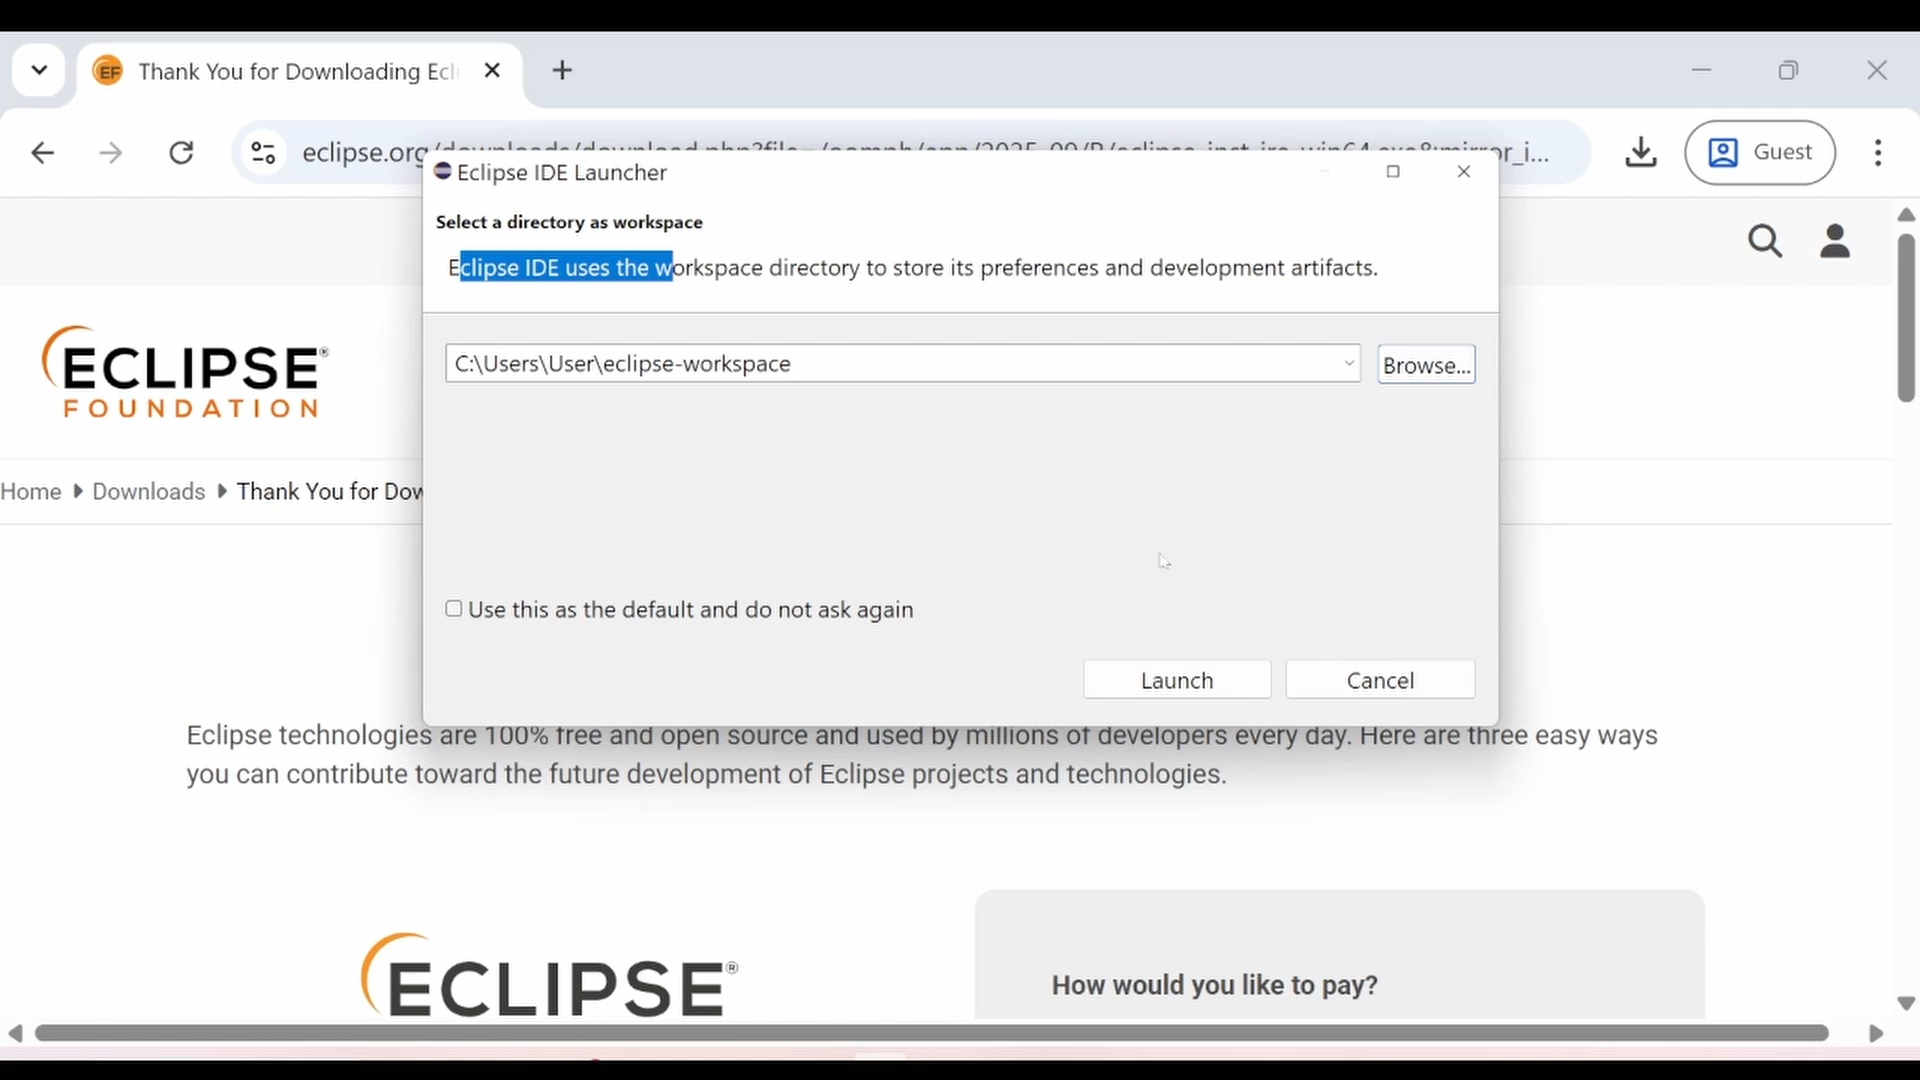 EF Thank You for Downloading Ecl
eclipse.org
Guest
Eclipse IDE Launcher
Select a directory as workspace
Eclipse IDE uses the workspace directory to store its preferences and development artifacts.
C:\Users\User\eclipse-workspace
Browse...
ECLIPSE®
FOUNDATION
Home Downloads Thank You for Dow
Use this as the default and do not ask again
Launch Cancel
Eclipse technologies are 100% free and open source and used by millions of developers every day. Here are three easy ways
you can contribute toward the future development of Eclipse projects and technologies.
ECLIPSE®
How would you like to pay?